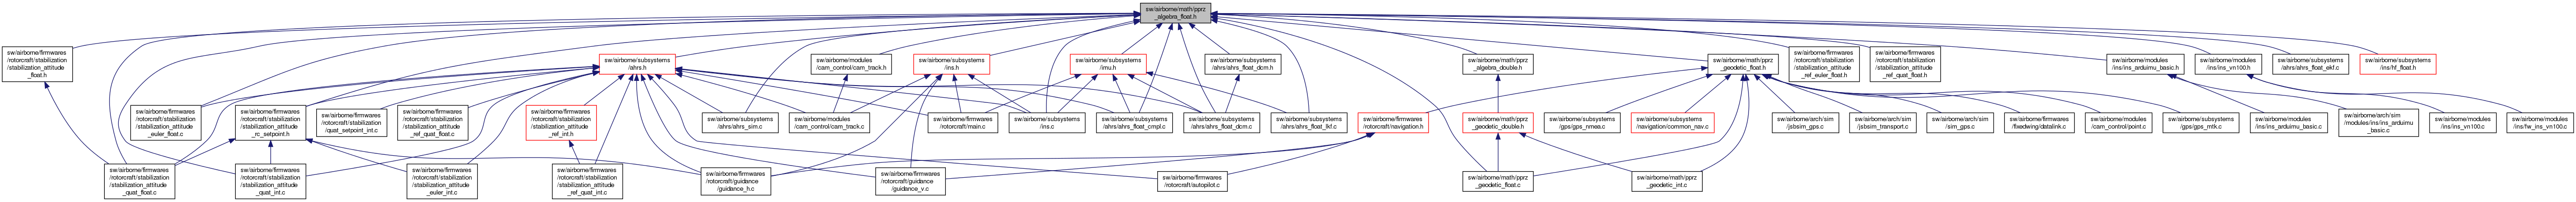 sw/airborne/math/pprz
_algebra_float.h
sw/airborne/firmwares
/rotorcraft/stabilization
/stabilization_attitude
_float.h
sw/airborne/subsystems
/ahrs.h
sw/airborne/modules
/cam_control/cam_track.h
sw/airborne/subsystems
/ins.h
sw/airborne/subsystems
/imu.h
sw/airborne/subsystems
/ahrs/ahrs_float_dcm.h
sw/airborne/math/pprz
_algebra_double.h
sw/airborne/math/pprz
_geodetic_float.h
sw/airborne/firmwares
/rotorcraft/stabilization
/stabilization_attitude
_ref_euler_float.h
sw/airborne/firmwares
/rotorcraft/stabilization
/stabilization_attitude
_ref_quat_float.h
sw/airborne/modules
/ins/ins_arduimu_basic.h
sw/airborne/modules
/ins/ins_vn100.h
sw/airborne/subsystems
/ahrs/ahrs_float_ekf.c
sw/airborne/subsystems
/ins/hf_float.h
sw/airborne/firmwares
/rotorcraft/stabilization
/stabilization_attitude
_euler_float.c
sw/airborne/firmwares
/rotorcraft/stabilization
/stabilization_attitude
_rc_setpoint.h
sw/airborne/firmwares
/rotorcraft/stabilization
/quat_setpoint_int.c
sw/airborne/firmwares
/rotorcraft/stabilization
/stabilization_attitude
_ref_quat_float.c
sw/airborne/firmwares
/rotorcraft/stabilization
/stabilization_attitude
_ref_int.h
sw/airborne/subsystems
/ahrs/ahrs_sim.c
sw/airborne/modules
/cam_control/cam_track.c
sw/airborne/firmwares
/rotorcraft/main.c
sw/airborne/subsystems
/ins.c
sw/airborne/subsystems
/ahrs/ahrs_float_cmpl.c
sw/airborne/subsystems
/ahrs/ahrs_float_dcm.c
sw/airborne/subsystems
/ahrs/ahrs_float_lkf.c
sw/airborne/firmwares
/rotorcraft/navigation.h
sw/airborne/math/pprz
_geodetic_double.h
sw/airborne/subsystems
/gps/gps_nmea.c
sw/airborne/subsystems
/navigation/common_nav.c
sw/airborne/arch/sim
/jsbsim_gps.c
sw/airborne/arch/sim
/jsbsim_transport.c
sw/airborne/arch/sim
/sim_gps.c
sw/airborne/firmwares
/fixedwing/datalink.c
sw/airborne/modules
/cam_control/point.c
sw/airborne/subsystems
/gps/gps_mtk.c
sw/airborne/modules
/ins/ins_arduimu_basic.c
sw/airborne/arch/sim
/modules/ins/ins_arduimu
_basic.c
sw/airborne/modules
/ins/ins_vn100.c
sw/airborne/modules
/ins/fw_ins_vn100.c
sw/airborne/firmwares
/rotorcraft/stabilization
/stabilization_attitude
_quat_float.c
sw/airborne/firmwares
/rotorcraft/stabilization
/stabilization_attitude
_quat_int.c
sw/airborne/firmwares
/rotorcraft/stabilization
/stabilization_attitude
_euler_int.c
sw/airborne/firmwares
/rotorcraft/stabilization
/stabilization_attitude
_ref_quat_int.c
sw/airborne/firmwares
/rotorcraft/guidance
/guidance_h.c
sw/airborne/firmwares
/rotorcraft/guidance
/guidance_v.c
sw/airborne/firmwares
/rotorcraft/autopilot.c
sw/airborne/math/pprz
_geodetic_float.c
sw/airborne/math/pprz
_geodetic_int.c